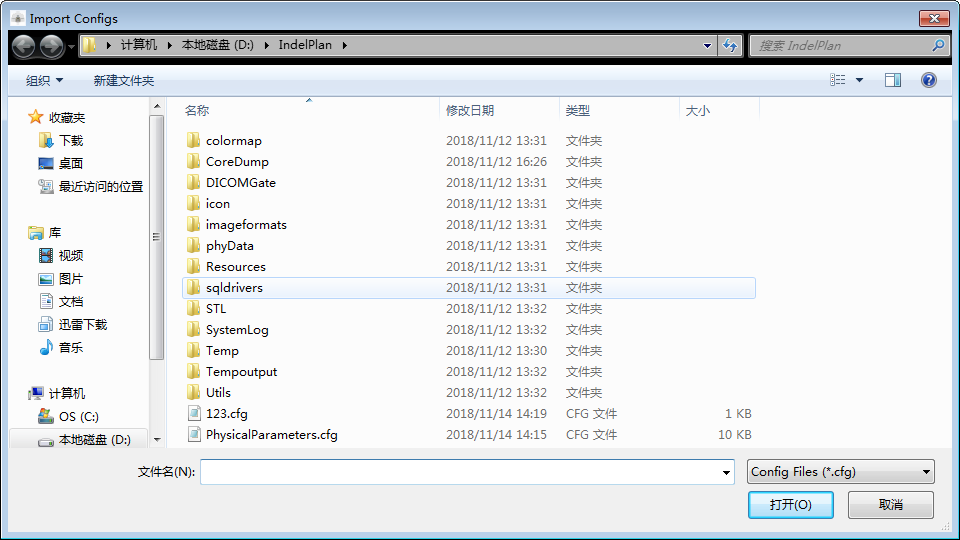 Import Configs
计算机 本地磁盘 (D:) IndelPlan 搜索 IndelPlan
组织 新建文件夹
收藏夹
下载
桌面
最近访问的位置
库
视频
图片
文档
迅雷下载
音乐
计算机
OS (C:)
本地磁盘 (D:)
名称 修改日期 类型 大小
colormap 2018/11/12 13:31 文件夹
CoreDump 2018/11/12 16:26 文件夹
DICOMGate 2018/11/12 13:31 文件夹
icon 2018/11/12 13:31 文件夹
imageformats 2018/11/12 13:31 文件夹
phyData 2018/11/12 13:31 文件夹
Resources 2018/11/12 13:31 文件夹
sqldrivers 2018/11/12 13:31 文件夹
STL 2018/11/12 13:32 文件夹
SystemLog 2018/11/12 13:32 文件夹
Temp 2018/11/12 13:30 文件夹
Tempoutput 2018/11/12 13:32 文件夹
Utils 2018/11/12 13:32 文件夹
123.cfg 2018/11/14 14:19 CFG 文件 1 KB
PhysicalParameters.cfg 2018/11/14 14:15 CFG 文件 10 KB
文件名(N): Config Files (*.cfg)
打开(O) 取消